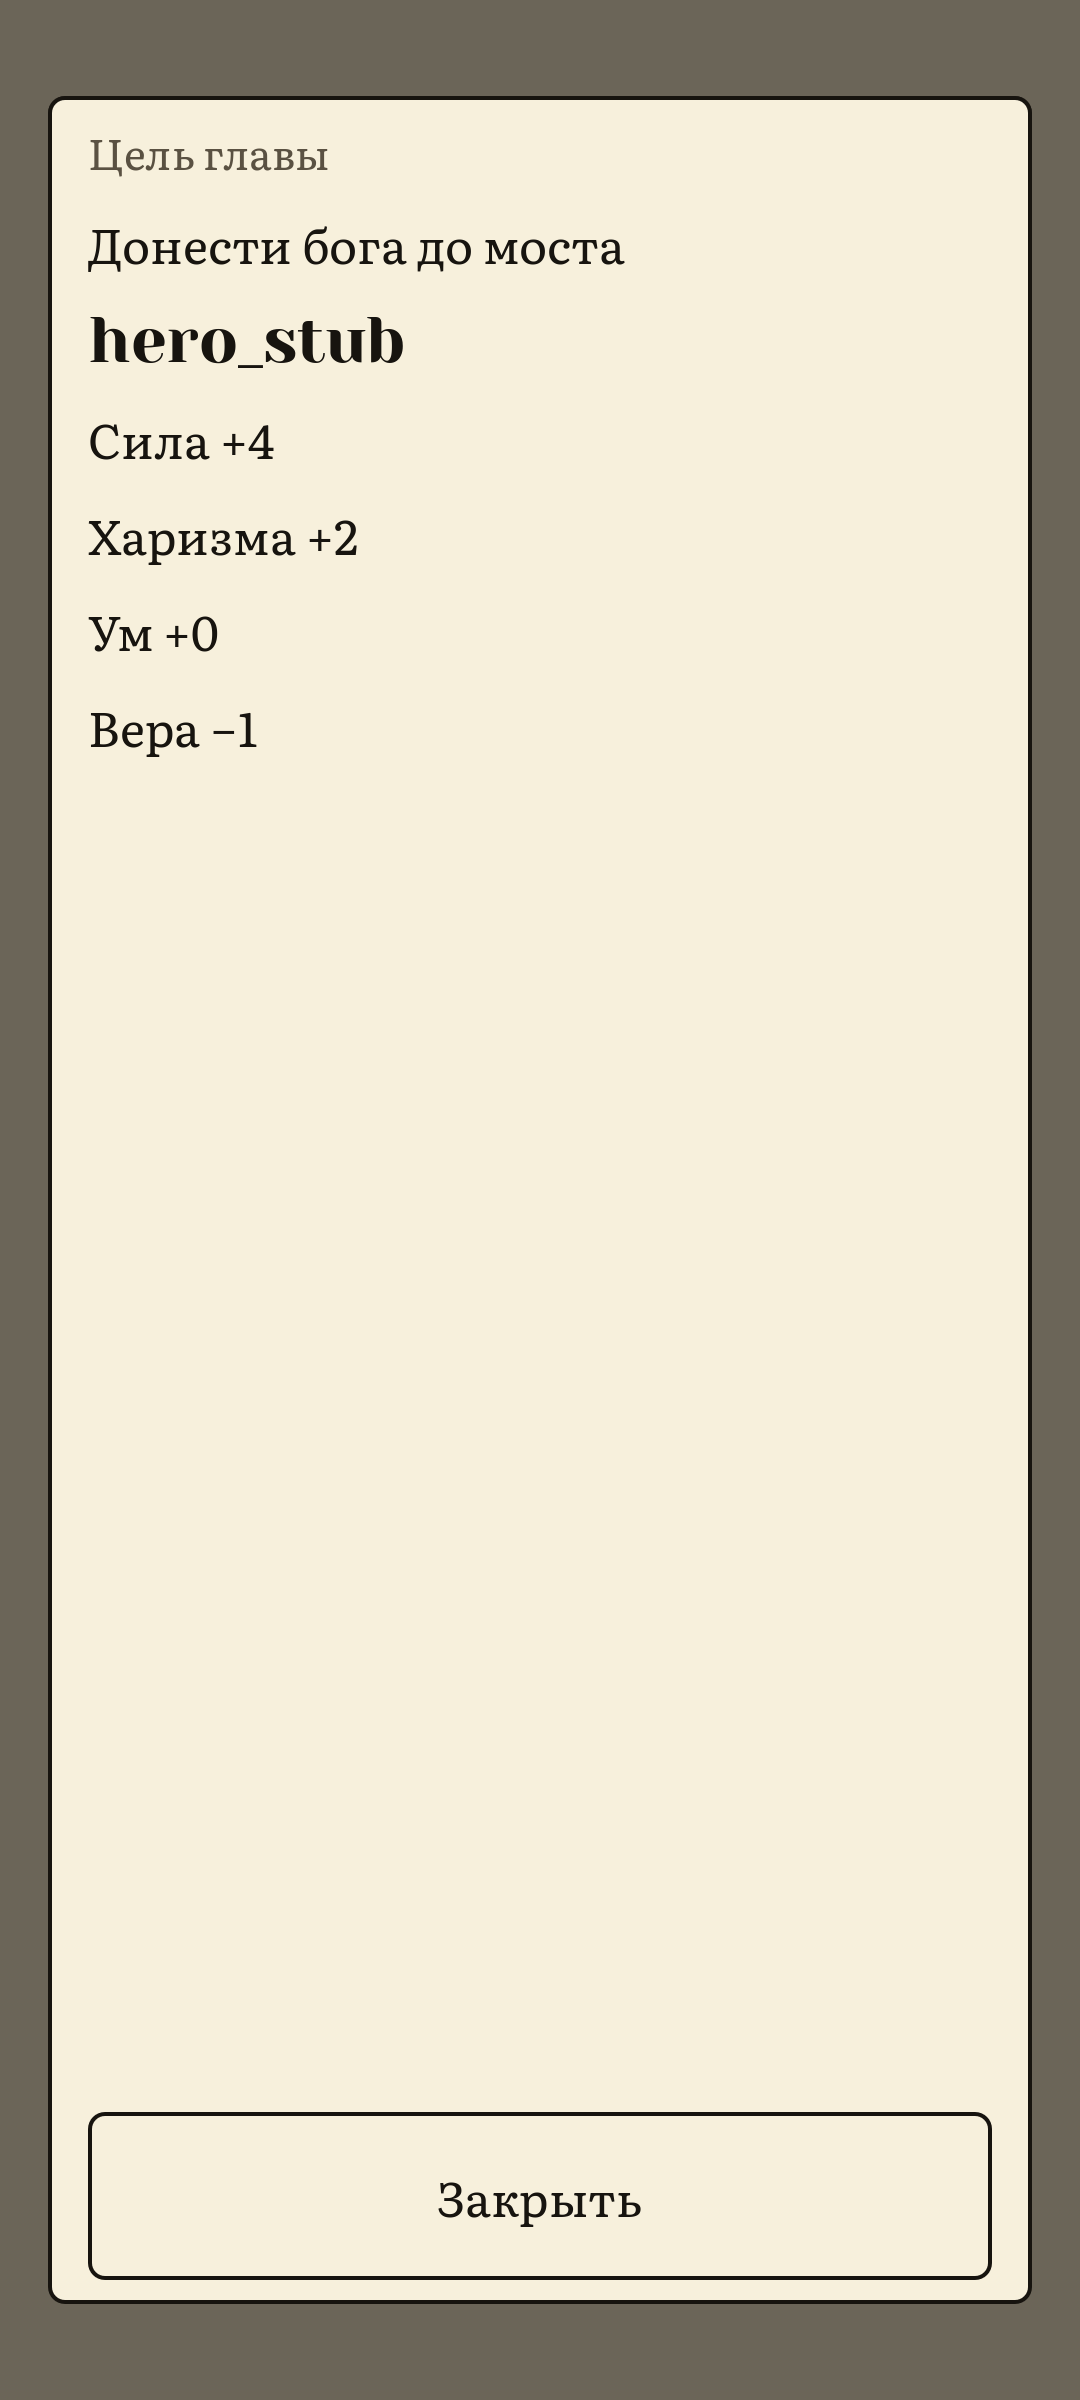 Цель главы
Донести бога до моста
hero_stub
Сила +4
Харизма +2
Ум +0
Вера −1
Закрыть